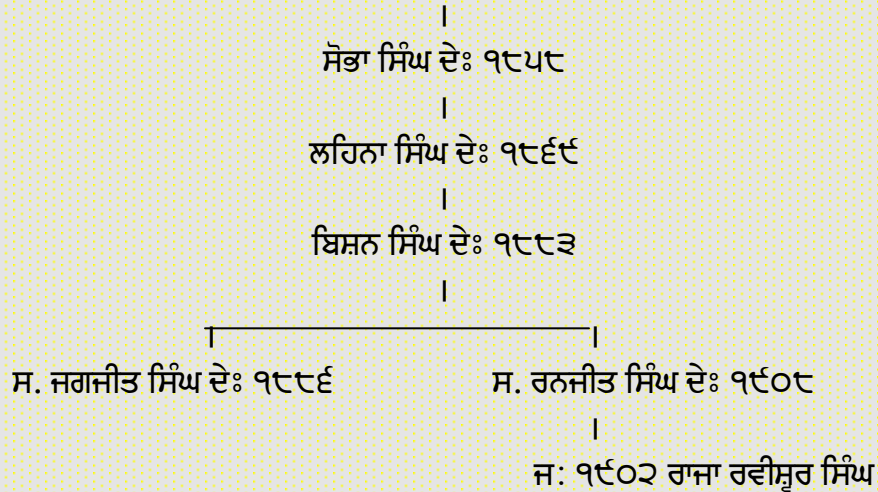 ਸੋਭਾ ਸਿੰਘ ਦੇਃ ੧੮੫੮
ਲਹਿਨਾ ਸਿੰਘ ਦੇਃ ੧੮੬੯
ਬਿਸ਼ਨ ਸਿੰਘ ਦੇਃ ੧੮੮੩
ਸ. ਜਗਜੀਤ ਸਿੰਘ ਦੇਃ ੧੮੮੬ ਸ. ਰਨਜੀਤ ਸਿੰਘ ਦੇਃ ੧੯੦੮
ਜ: ੧੯੦੨ ਰਾਜਾ ਰਵੀਸ਼ੂਰ ਸਿੰਘ